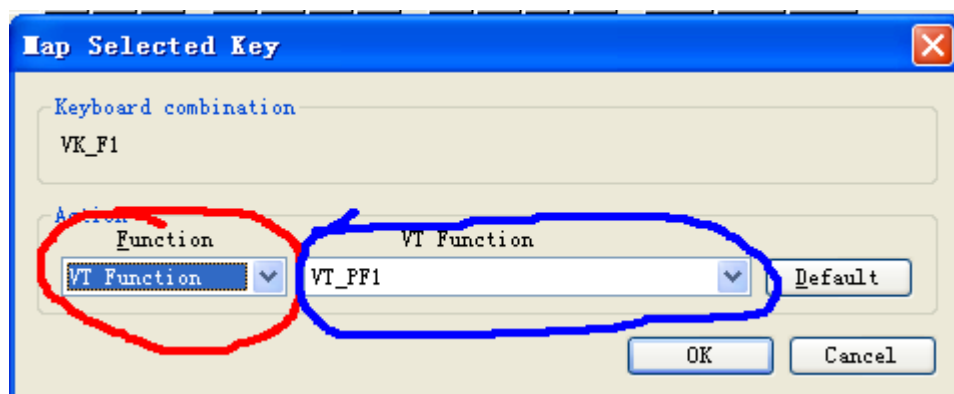 Map Selected Key
Keyboard combination
VK_F1
Action
Function VT Function
VT Function VT_PF1 Default
OK Cancel